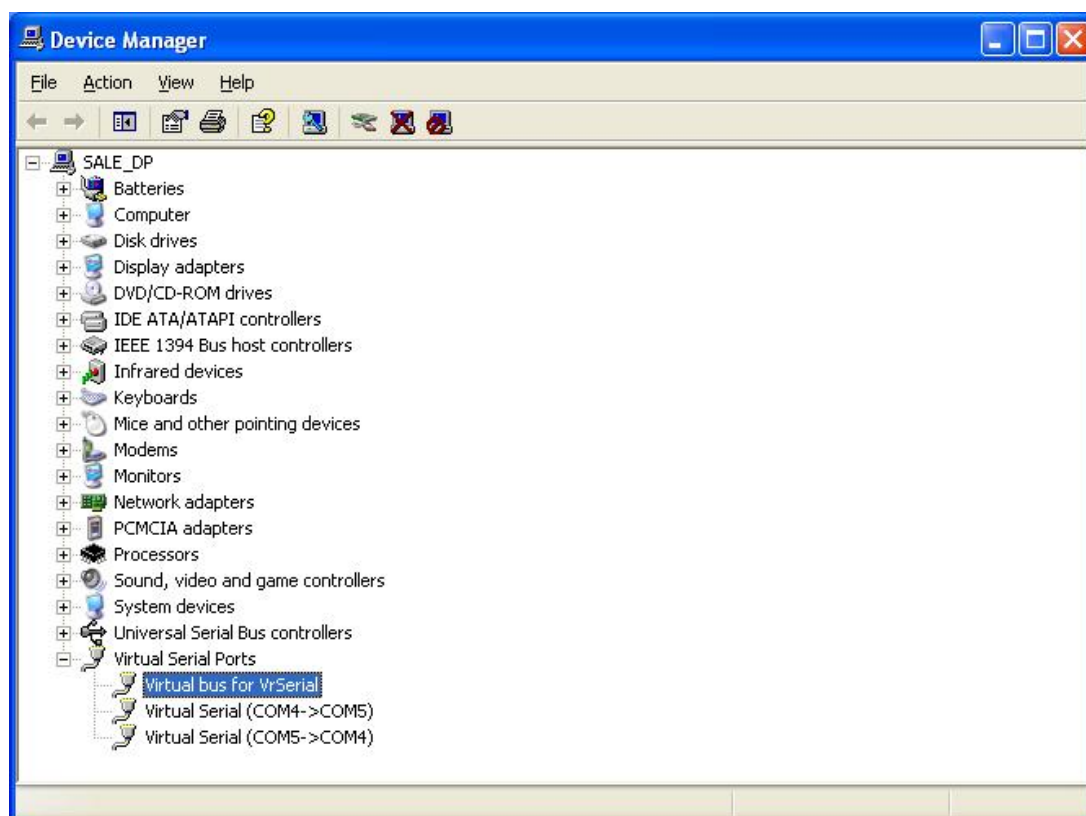 Device Manager
File Action View Help
SALE_DP
Batteries
Computer
Disk drives
Display adapters
DVD/CD-ROM drives
IDE ATA/ATAPI controllers
IEEE 1394 Bus host controllers
Infrared devices
Keyboards
Mice and other pointing devices
Modems
Monitors
Network adapters
PCMCIA adapters
Processors
Sound, video and game controllers
System devices
Universal Serial Bus controllers
Virtual Serial Ports
Virtual bus for VrSerial
Virtual Serial (COM4->COM5)
Virtual Serial (COM5->COM4)